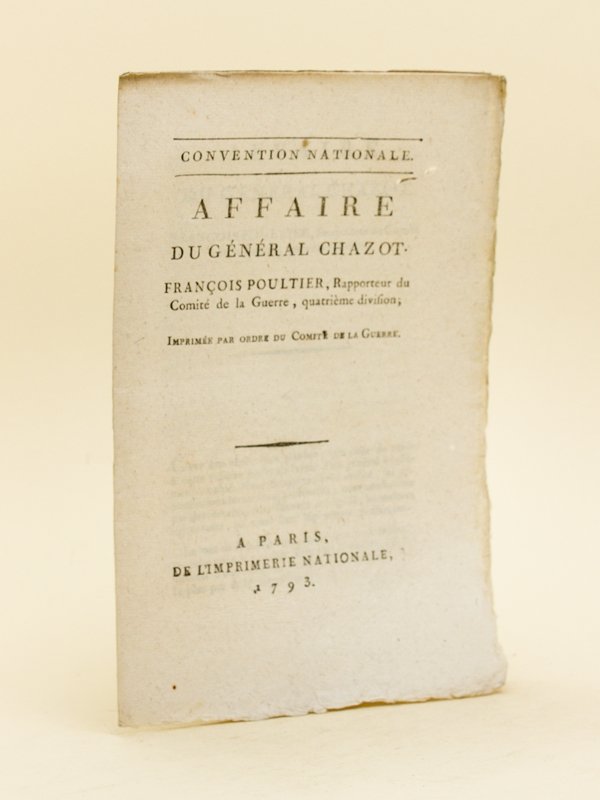 CONVENTION NATIONALE.
AFFAIRE
DU GÉNÉRAL CHAZOT.
FRANÇOIS POULTIER, Rapporteur du
Comité de la Guerre, quatrième diviſion;
IMPRIMÉE PAR ORDRE DU COMITÉ DE LA GUERRE.
A PARIS,
DE L'IMPRIMERIE NATIONALE,
1793.